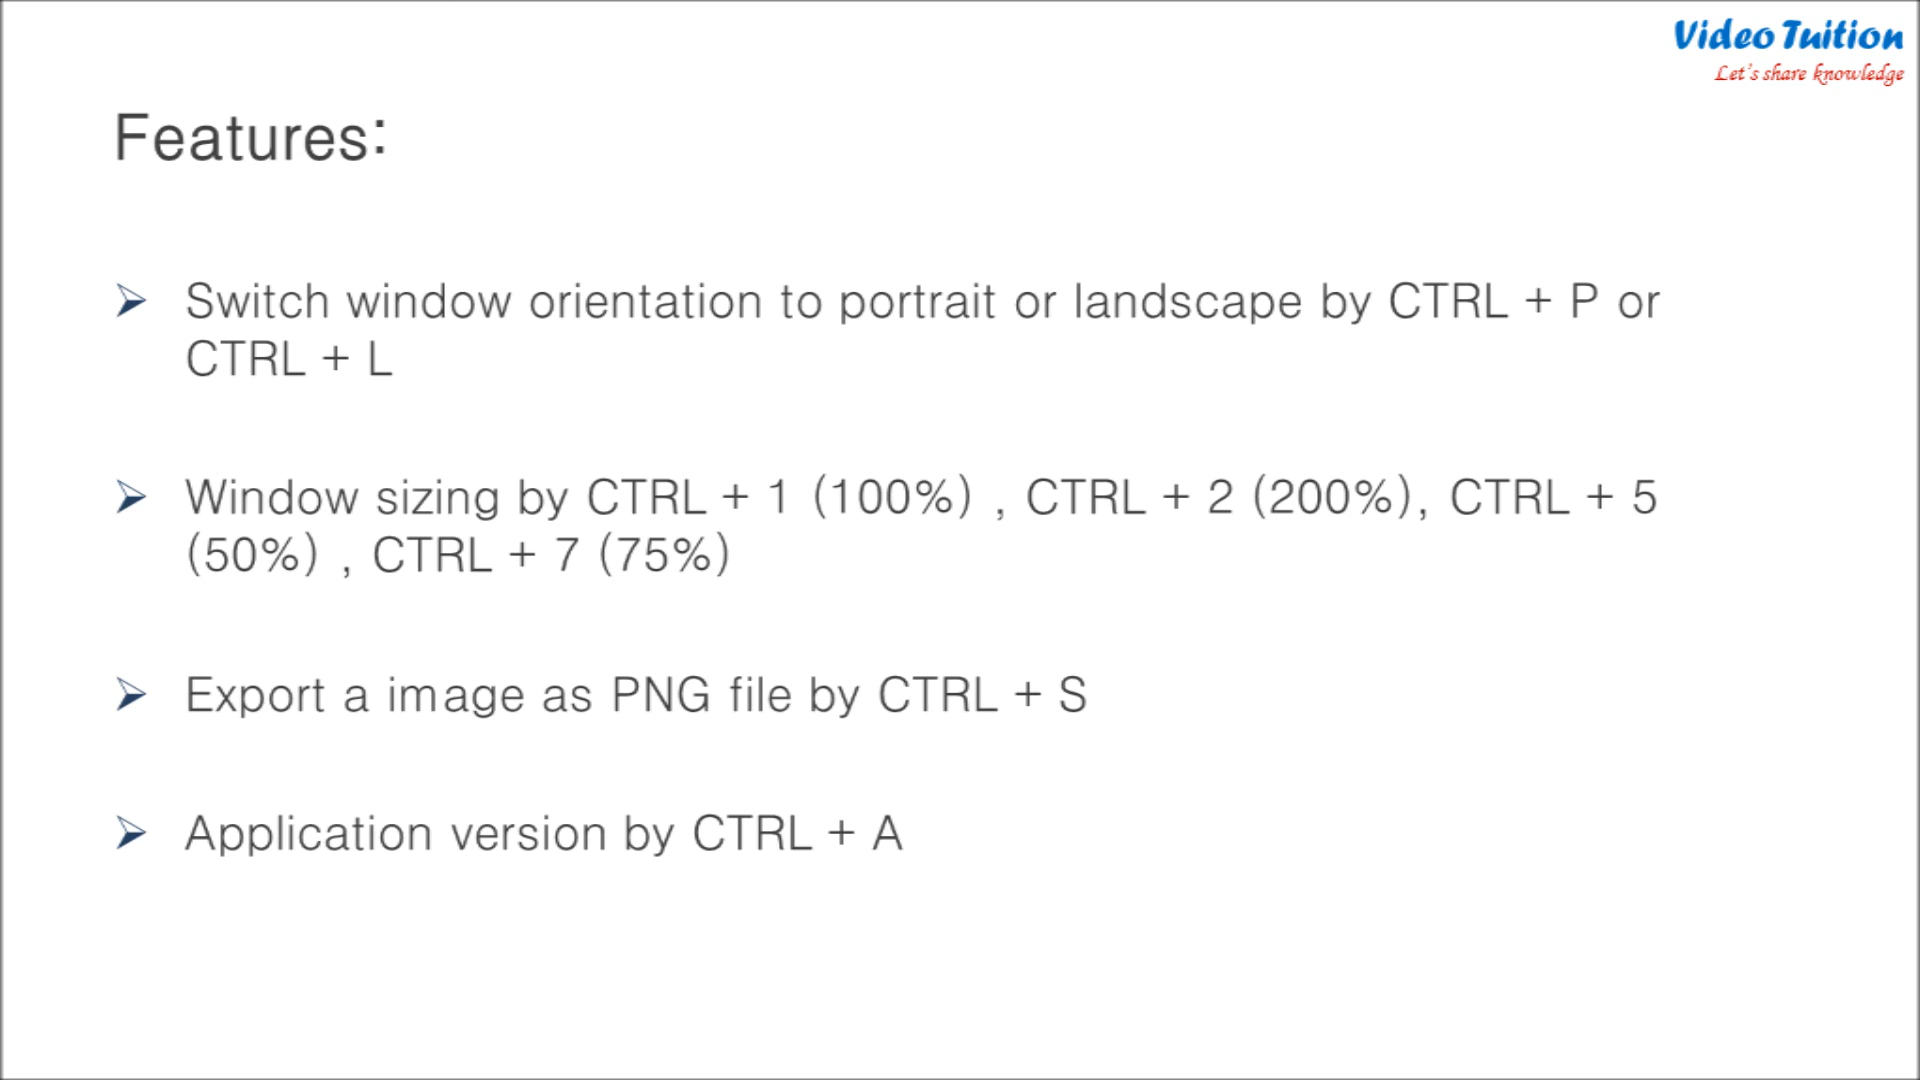 Video Tuition
Let's share knowledge
Features:
➢ Switch window orientation to portrait or landscape by CTRL + P or
CTRL + L
➢ Window sizing by CTRL + 1 (100%) , CTRL + 2 (200%), CTRL + 5
(50%) , CTRL + 7 (75%)
➢ Export a image as PNG file by CTRL + S
➢ Application version by CTRL + A